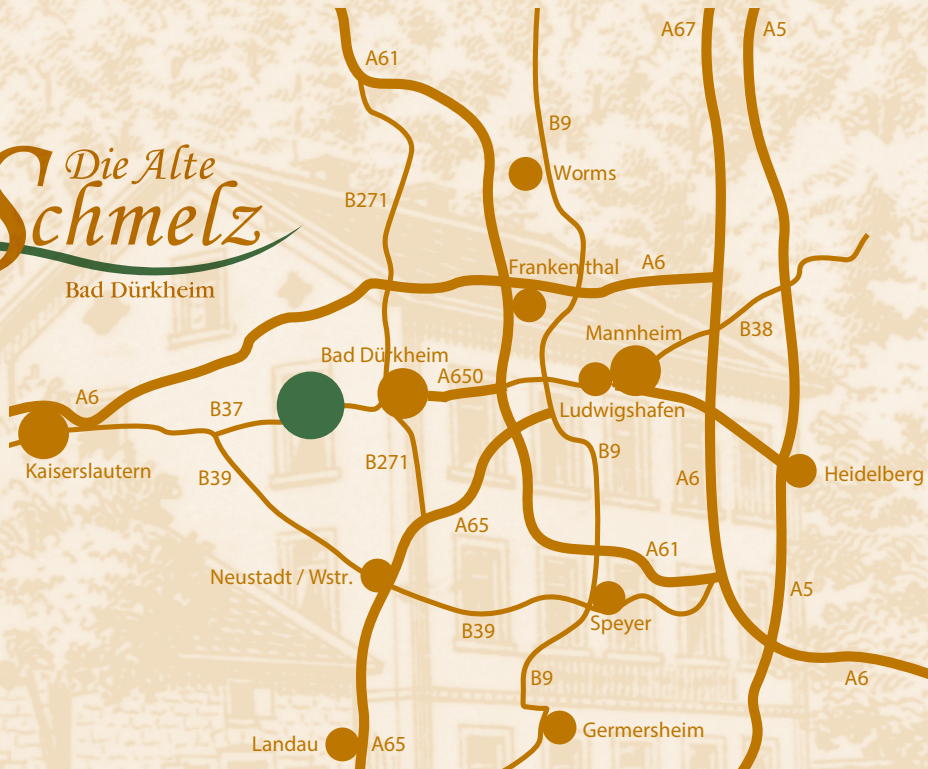 A67
A5
A61
B9
Die Alte
Schmelz
Bad Dürkheim
Worms
B271
Frankenthal
A6
B38
Mannheim
Bad Dürkheim
A650
A6
B37
Ludwigshafen
B9
B271
Kaiserslautern
B39
A6
Heidelberg
A65
A61
Neustadt / Wstr.
A5
Speyer
B39
B9
A6
Germersheim
Landau
A65